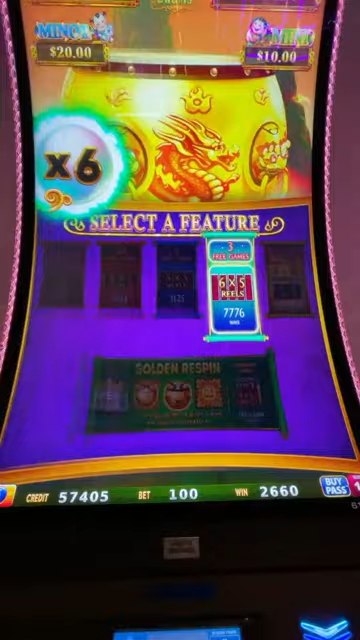 MINOR
MINI
$20.00
$10.00
x6
SELECT A FEATURE
3
FREE GAMES
6X5
REELS
7776
WAYS
GOLDEN RESPIN
CREDIT 57405 BET 100 WIN 2660
BUY
PASS